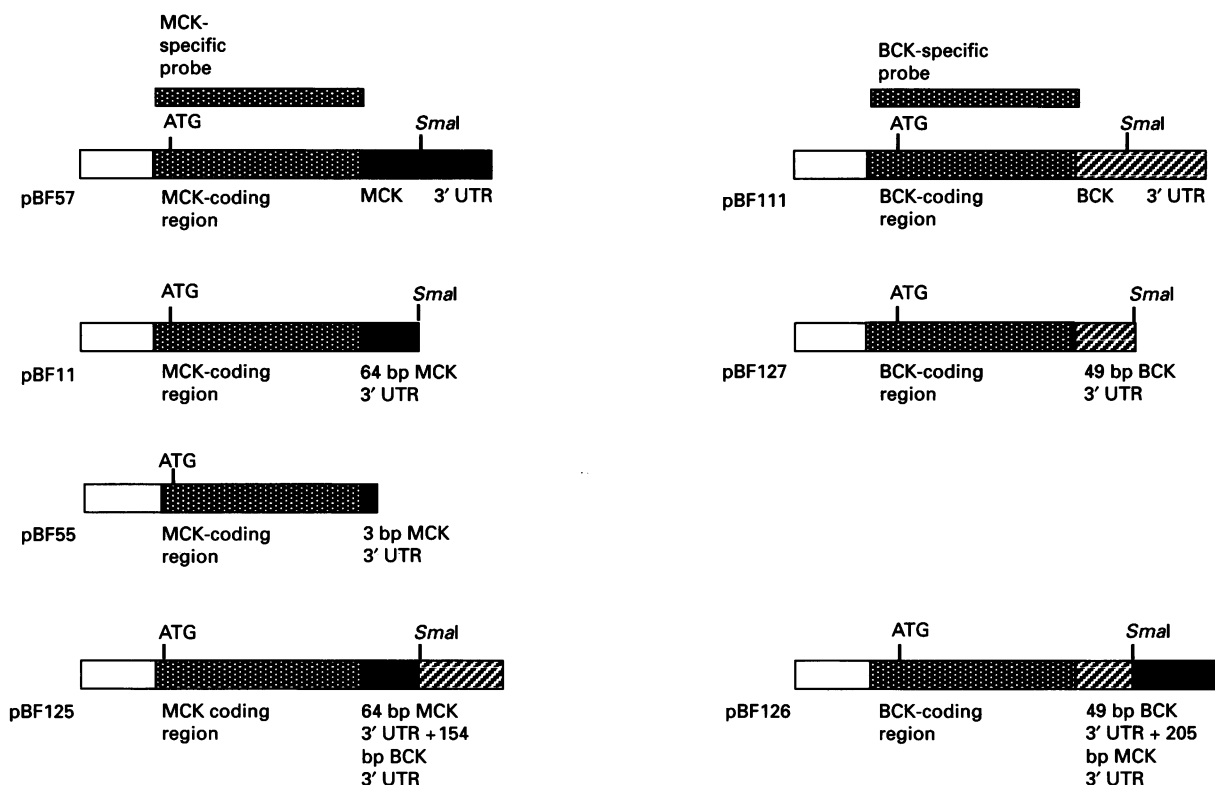 MCK-
specific
probe
ATG
SmaI
pBF57
MCK-coding
region
MCK
3′ UTR
BCK-specific
probe
ATG
SmaI
pBF111
BCK-coding
region
BCK
3′ UTR
ATG
SmaI
pBF11
MCK-coding
region
64 bp MCK
3′ UTR
ATG
SmaI
pBF127
BCK-coding
region
49 bp BCK
3′ UTR
ATG
pBF55
MCK-coding
region
3 bp MCK
3′ UTR
ATG
SmaI
pBF125
MCK coding
region
64 bp MCK
3′ UTR +154
bp BCK
3′ UTR
ATG
SmaI
pBF126
BCK-coding
region
49 bp BCK
3′ UTR + 205
bp MCK
3′ UTR